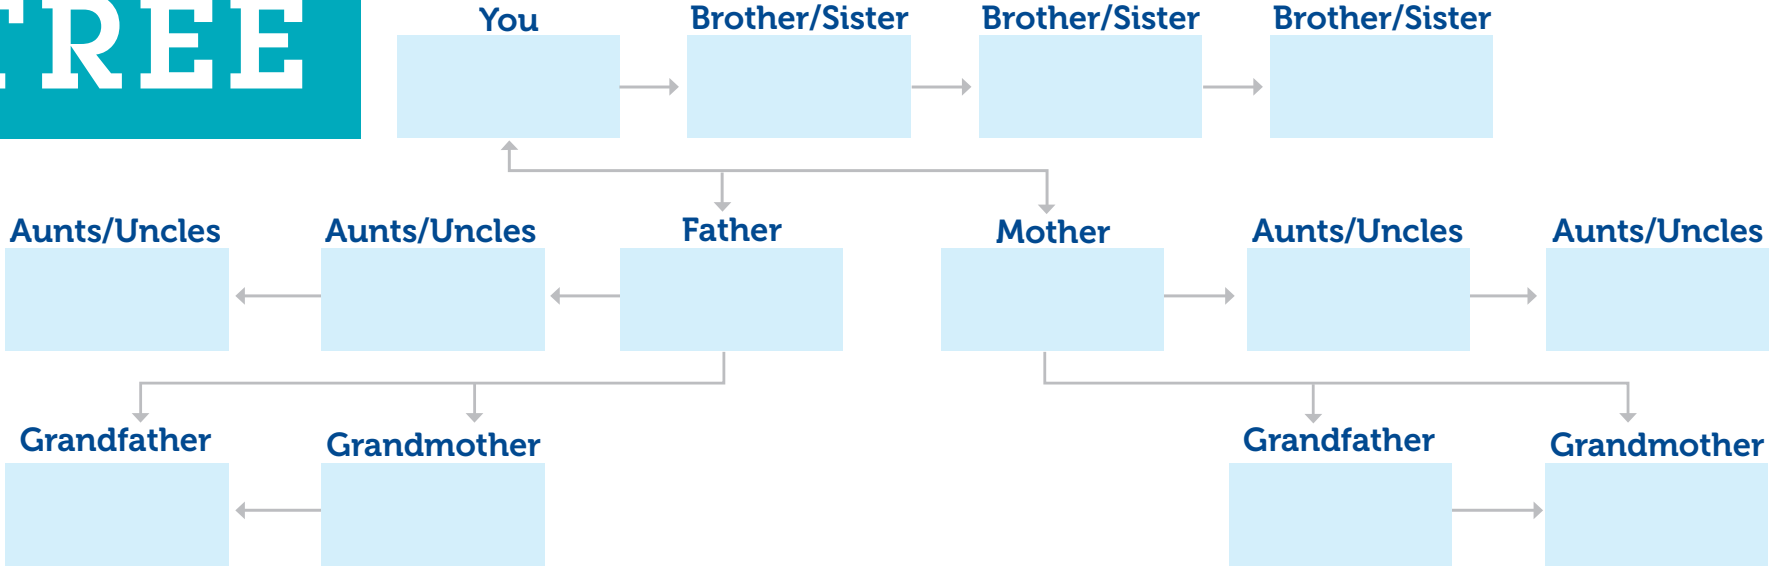 TREE
You Brother/Sister Brother/Sister Brother/Sister
Aunts/Uncles Aunts/Uncles Father Mother Aunts/Uncles Aunts/Uncles
Grandfather Grandmother Grandfather Grandmother